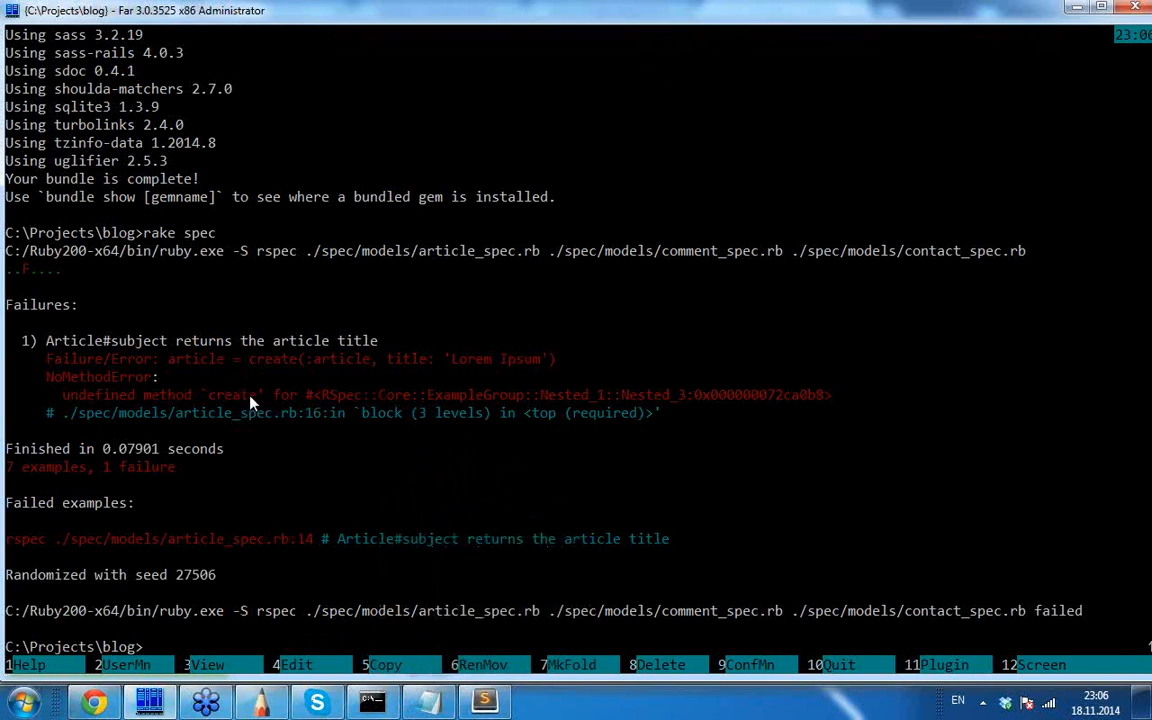 {C:\Projects\blog} - Far 3.0.3525 x86 Administrator
23:06
Using sass 3.2.19
Using sass-rails 4.0.3
Using sdoc 0.4.1
Using shoulda-matchers 2.7.0
Using sqlite3 1.3.9
Using turbolinks 2.4.0
Using tzinfo-data 1.2014.8
Using uglifier 2.5.3
Your bundle is complete!
Use `bundle show [gemname]` to see where a bundled gem is installed.
C:\Projects\blog>rake spec
C:/Ruby200-x64/bin/ruby.exe -S rspec ./spec/models/article_spec.rb ./spec/models/comment_spec.rb ./spec/models/contact_spec.rb
..F....
Failures:
1) Article#subject returns the article title
Failure/Error: article = create(:article, title: 'Lorem Ipsum')
NoMethodError:
undefined method `create' for #<RSpec::Core::ExampleGroup::Nested_1::Nested_3:0x000000072ca0b8>
# ./spec/models/article_spec.rb:16:in `block (3 levels) in <top (required)>'
Finished in 0.07901 seconds
7 examples, 1 failure
Failed examples:
rspec ./spec/models/article_spec.rb:14 # Article#subject returns the article title
Randomized with seed 27506
C:/Ruby200-x64/bin/ruby.exe -S rspec ./spec/models/article_spec.rb ./spec/models/comment_spec.rb ./spec/models/contact_spec.rb failed
C:\Projects\blog>
1Help 2UserMn 3View 4Edit 5Copy 6RenMov 7MkFold 8Delete 9ConfMn 10Quit 11Plugin 12Screen
EN
23:06
18.11.2014